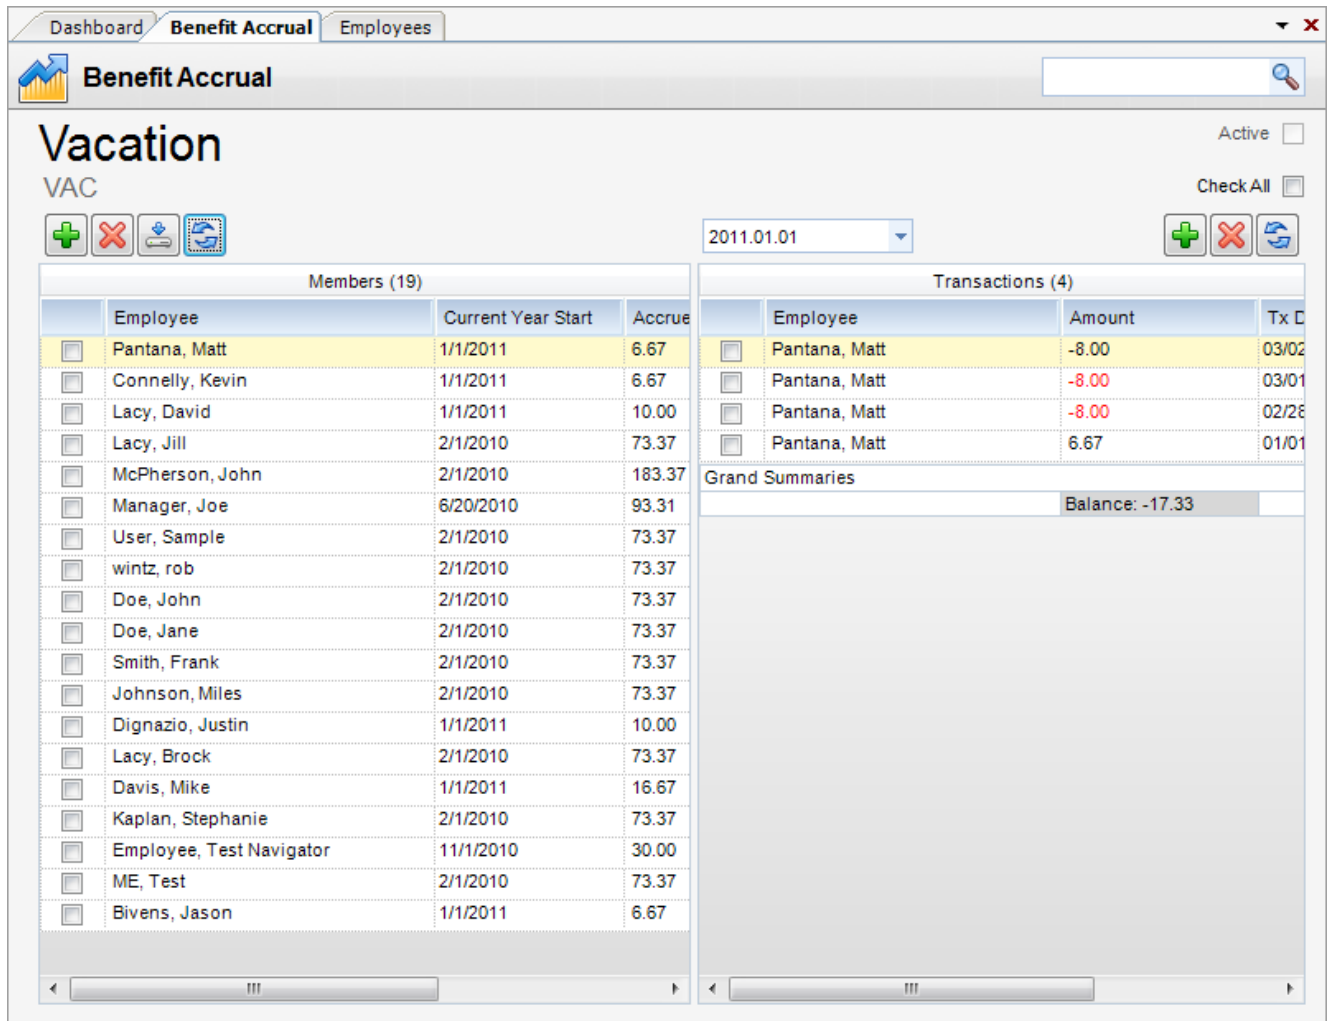 Dashboard Benefit Accrual Employees
Benefit Accrual
Vacation
Active
VAC
Check All
2011.01.01
Members (19)
Employee Current Year Start Accrue
Pantana, Matt 1/1/2011 6.67
Connelly, Kevin 1/1/2011 6.67
Lacy, David 1/1/2011 10.00
Lacy, Jill 2/1/2010 73.37
McPherson, John 2/1/2010 183.37
Manager, Joe 6/20/2010 93.31
User, Sample 2/1/2010 73.37
wintz, rob 2/1/2010 73.37
Doe, John 2/1/2010 73.37
Doe, Jane 2/1/2010 73.37
Smith, Frank 2/1/2010 73.37
Johnson, Miles 2/1/2010 73.37
Dignazio, Justin 1/1/2011 10.00
Lacy, Brock 2/1/2010 73.37
Davis, Mike 1/1/2011 16.67
Kaplan, Stephanie 2/1/2010 73.37
Employee, Test Navigator 11/1/2010 30.00
ME, Test 2/1/2010 73.37
Bivens, Jason 1/1/2011 6.67
Transactions (4)
Employee Amount Tx D
Pantana, Matt -8.00 03/02
Pantana, Matt -8.00 03/01
Pantana, Matt -8.00 02/28
Pantana, Matt 6.67 01/01
Grand Summaries
Balance: -17.33